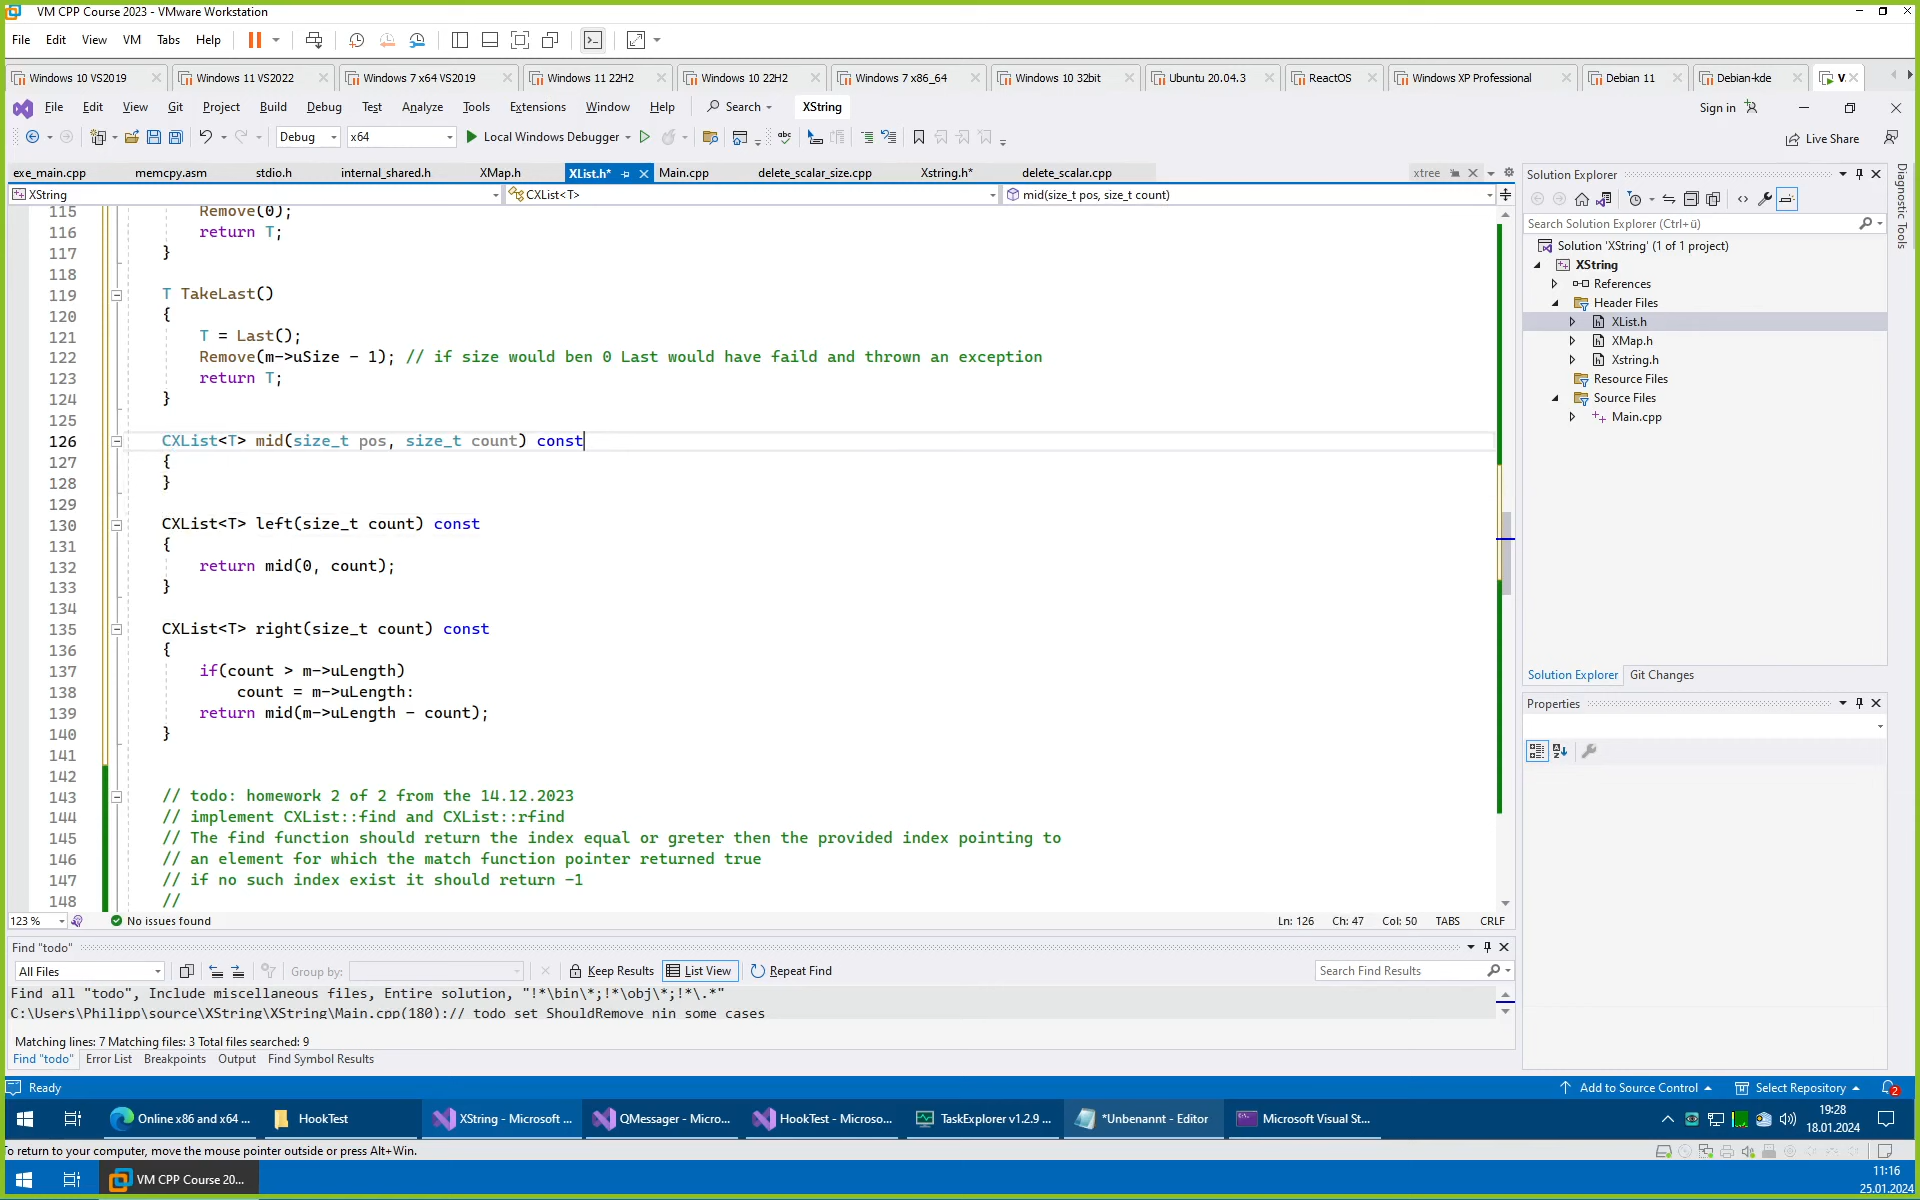 VM CPP Course 2023 - VMware Workstation
File Edit View VM Tabs Help
Windows 10 VS2019 Windows 11 VS2022 Windows 7 x64 VS2019 Windows 11 22H2 Windows 10 22H2 Windows 7 x86_64 Windows 10 32bit Ubuntu 20.04.3 ReactOS Windows XP Professional Debian 11 Debian-kde V.
File Edit View Git Project Build Debug Test Analyze Tools Extensions Window Help Search XString Sign in
Debug x64 Local Windows Debugger Live Share
exe_main.cpp memcpy.asm stdio.h internal_shared.h XMap.h XList.h* Main.cpp delete_scalar_size.cpp Xstring.h* delete_scalar.cpp xtree
XString CXList<T> mid(size_t pos, size_t count)
115 Remove(0);
116 return T;
117 }
118
119 T TakeLast()
120 {
121 T = Last();
122 Remove(m->uSize - 1); // if size would ben 0 Last would have faild and thrown an exception
123 return T;
124 }
125
126 CXList<T> mid(size_t pos, size_t count) const
127 {
128 }
129
130 CXList<T> left(size_t count) const
131 {
132 return mid(0, count);
133 }
134
135 CXList<T> right(size_t count) const
136 {
137 if(count > m->uLength)
138 count = m->uLength:
139 return mid(m->uLength - count);
140 }
141
142
143 // todo: homework 2 of 2 from the 14.12.2023
144 // implement CXList::find and CXList::rfind
145 // The find function should return the index equal or greter then the provided index pointing to
146 // an element for which the match function pointer returned true
147 // if no such index exist it should return -1
148 //
123 % No issues found Ln: 126 Ch: 47 Col: 50 TABS CRLF
Find "todo"
All Files Group by: Keep Results List View Repeat Find Search Find Results
Find all "todo", Include miscellaneous files, Entire solution, "!*\bin\*;!*\obj\*;!*\.*"
C:\Users\Philipp\source\XString\XString\Main.cpp(180):// todo set ShouldRemove nin some cases
Matching lines: 7 Matching files: 3 Total files searched: 9
Find "todo" Error List Breakpoints Output Find Symbol Results
Solution Explorer
Search Solution Explorer (Ctrl+ü)
Solution 'XString' (1 of 1 project)
XString
References
Header Files
XList.h
XMap.h
Xstring.h
Resource Files
Source Files
Main.cpp
Solution Explorer Git Changes
Properties
Diagnostic Tools
Ready Add to Source Control Select Repository 2
Online x86 and x64 ... HookTest XString - Microsoft ... QMessager - Micro... HookTest - Microso... TaskExplorer v1.2.9 ... *Unbenannt - Editor Microsoft Visual St...
19:28
18.01.2024
o return to your computer, move the mouse pointer outside or press Alt+Win.
VM CPP Course 20...
11:16
25.01.2024